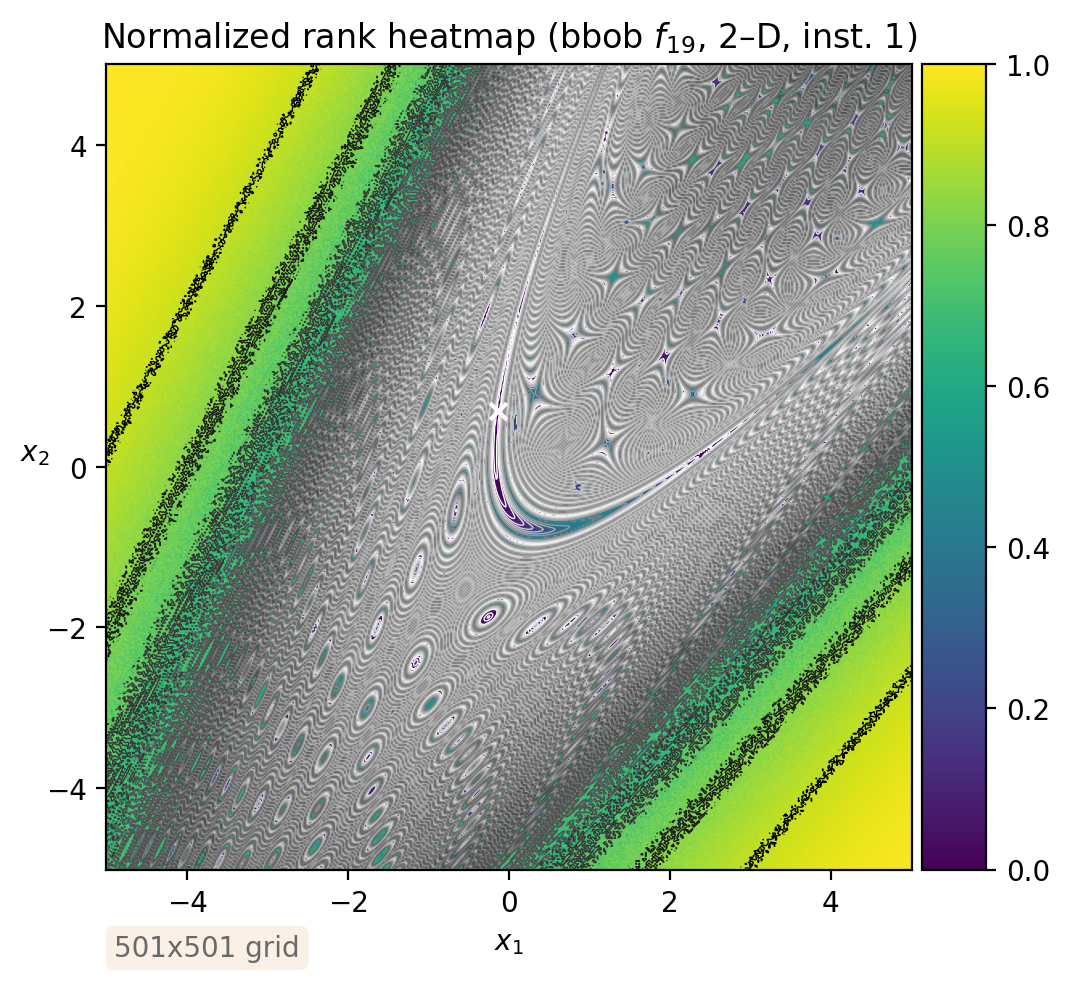 Normalized rank heatmap (bbob f19, 2–D, inst. 1)
1.0
4
0.8
2
0.6
x2
0
0.4
−2
0.2
−4
0.0
−4 −2 0 2 4
x1
501x501 grid